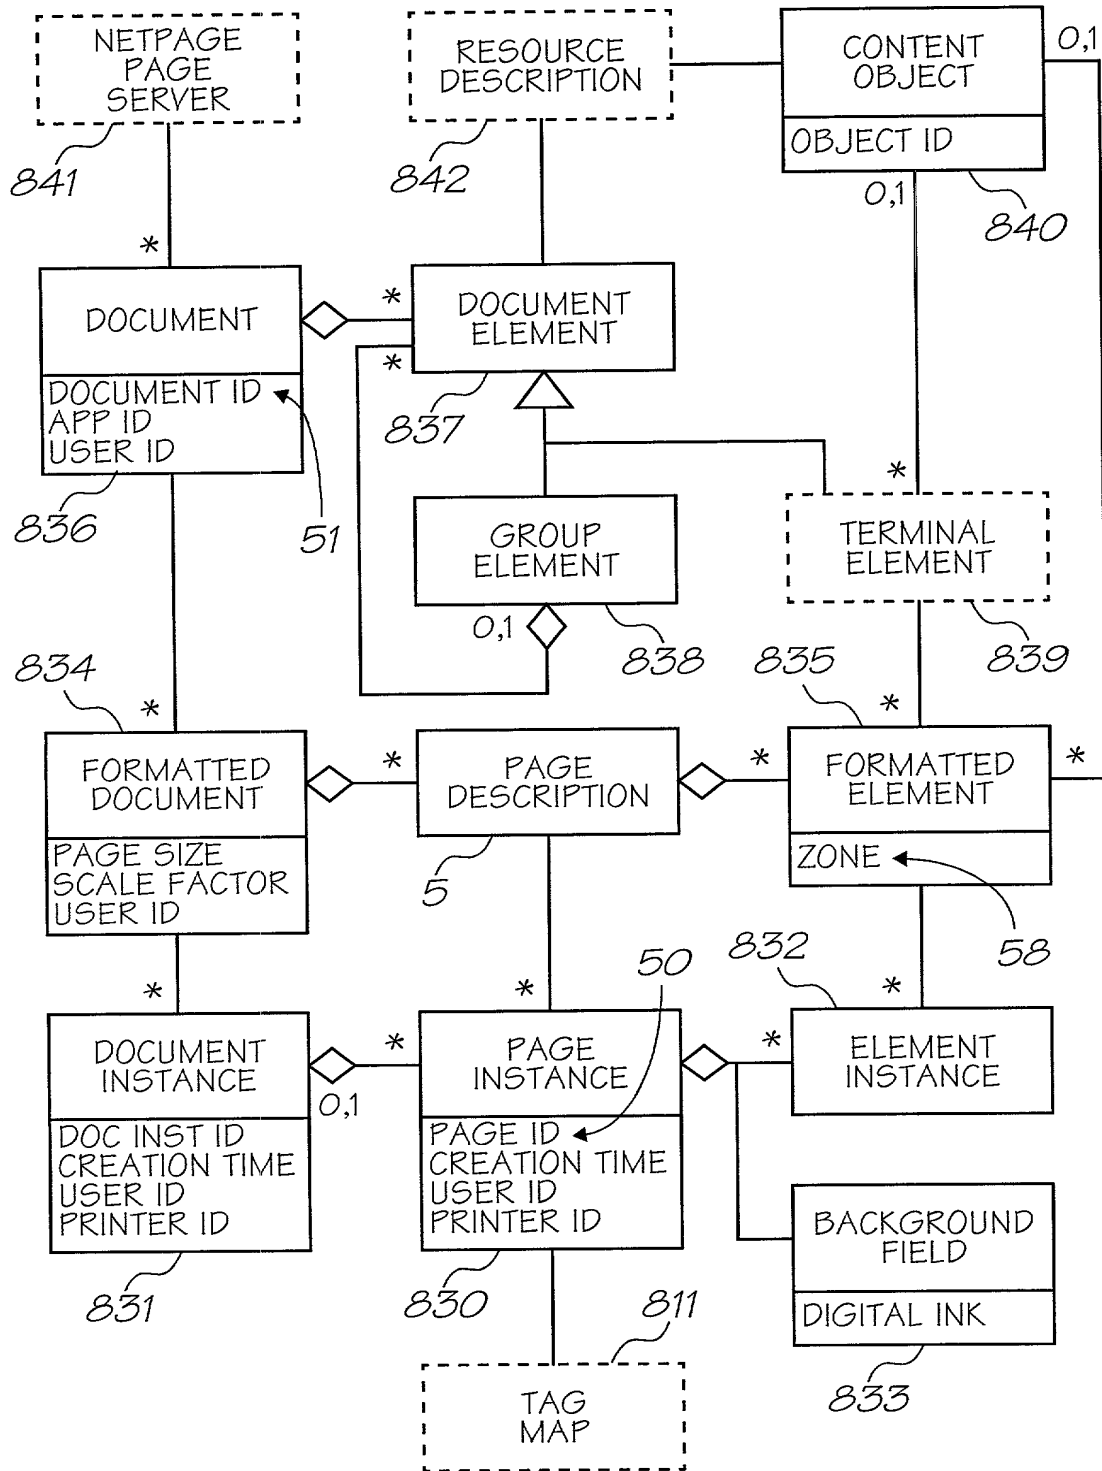 NETPAGE
PAGE
SERVER
841
*
RESOURCE
DESCRIPTION
842
CONTENT
OBJECT
OBJECT ID
0,1
0,1
840
DOCUMENT
DOCUMENT ID
APP ID
USER ID
836
51
*
*
DOCUMENT
ELEMENT
837
GROUP
ELEMENT
0,1
838
*
TERMINAL
ELEMENT
839
834
*
FORMATTED
DOCUMENT
PAGE SIZE
SCALE FACTOR
USER ID
*
PAGE
DESCRIPTION
5
835
*
*
FORMATTED
ELEMENT
*
ZONE
58
*
DOCUMENT
INSTANCE
DOC INST ID
CREATION TIME
USER ID
PRINTER ID
831
0,1
*
*
50
PAGE
INSTANCE
PAGE ID
CREATION TIME
USER ID
PRINTER ID
830
832
*
*
ELEMENT
INSTANCE
BACKGROUND
FIELD
DIGITAL INK
833
811
TAG
MAP